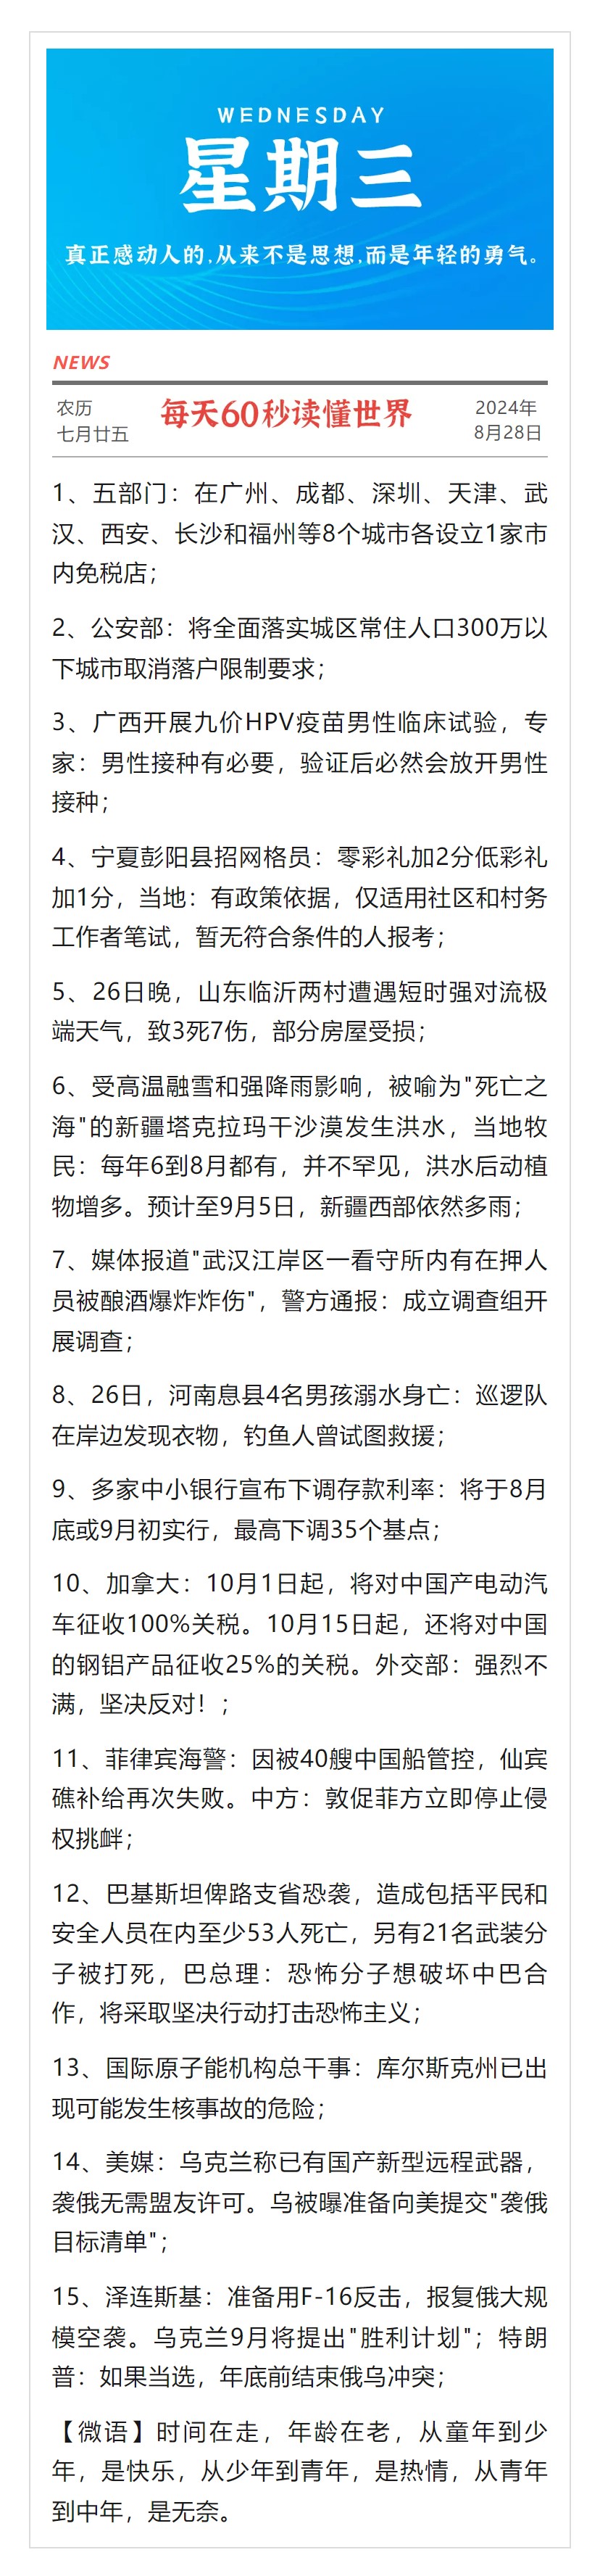 WEDNESDAY
星期三
真正感动人的,从来不是思想,而是年轻的勇气。
NEWS
农历
七月廿五
每天60秒读懂世界
2024年
8月28日
1、五部门：在广州、成都、深圳、天津、武
汉、西安、长沙和福州等8个城市各设立1家市
内免税店；
2、公安部：将全面落实城区常住人口300万以
下城市取消落户限制要求；
3、广西开展九价HPV疫苗男性临床试验，专
家：男性接种有必要，验证后必然会放开男性
接种；
4、宁夏彭阳县招网格员：零彩礼加2分低彩礼
加1分，当地：有政策依据，仅适用社区和村务
工作者笔试，暂无符合条件的人报考；
5、26日晚，山东临沂两村遭遇短时强对流极
端天气，致3死7伤，部分房屋受损；
6、受高温融雪和强降雨影响，被喻为"死亡之
海"的新疆塔克拉玛干沙漠发生洪水，当地牧
民：每年6到8月都有，并不罕见，洪水后动植
物增多。预计至9月5日，新疆西部依然多雨；
7、媒体报道"武汉江岸区一看守所内有在押人
员被酿酒爆炸炸伤"，警方通报：成立调查组开
展调查；
8、26日，河南息县4名男孩溺水身亡：巡逻队
在岸边发现衣物，钓鱼人曾试图救援；
9、多家中小银行宣布下调存款利率：将于8月
底或9月初实行，最高下调35个基点；
10、加拿大：10月1日起，将对中国产电动汽
车征收100%关税。10月15日起，还将对中国
的钢铝产品征收25%的关税。外交部：强烈不
满，坚决反对！；
11、菲律宾海警：因被40艘中国船管控，仙宾
礁补给再次失败。中方：敦促菲方立即停止侵
权挑衅；
12、巴基斯坦俾路支省恐袭，造成包括平民和
安全人员在内至少53人死亡，另有21名武装分
子被打死，巴总理：恐怖分子想破坏中巴合
作，将采取坚决行动打击恐怖主义；
13、国际原子能机构总干事：库尔斯克州已出
现可能发生核事故的危险；
14、美媒：乌克兰称已有国产新型远程武器，
袭俄无需盟友许可。乌被曝准备向美提交"袭俄
目标清单"；
15、泽连斯基：准备用F-16反击，报复俄大规
模空袭。乌克兰9月将提出"胜利计划"；特朗
普：如果当选，年底前结束俄乌冲突；
【微语】时间在走，年龄在老，从童年到少
年，是快乐，从少年到青年，是热情，从青年
到中年，是无奈。